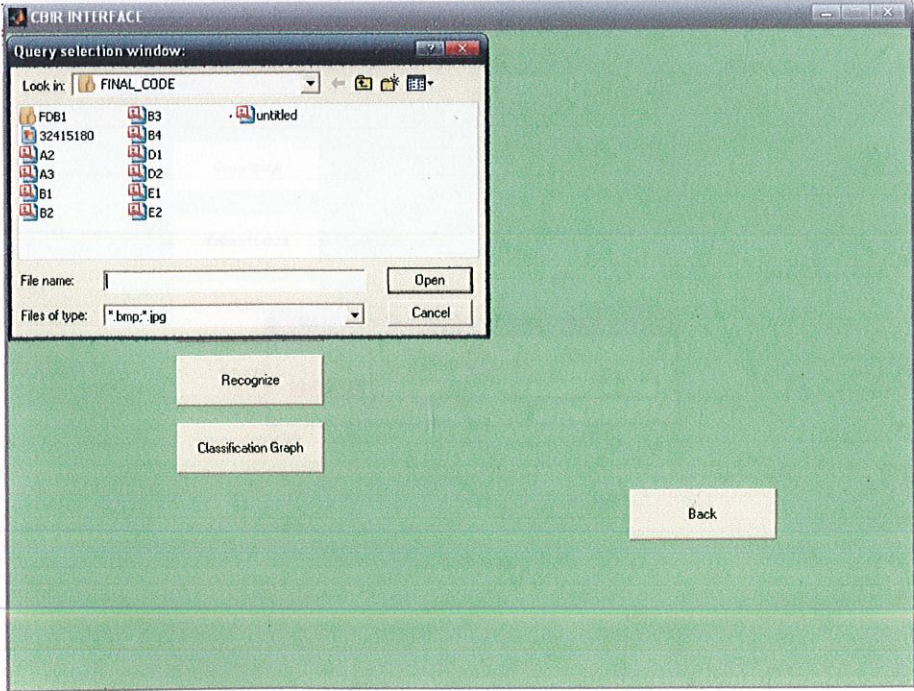 CBIR INTERFACE
Query selection window:
Look in: FINAL_CODE
FDB1
32415180
A2
A3
B1
B2
B3
B4
D1
D2
E1
E2
untitled
File name:
Open
Files of type: *.bmp;*.jpg
Cancel
Recognize
Classification Graph
Back